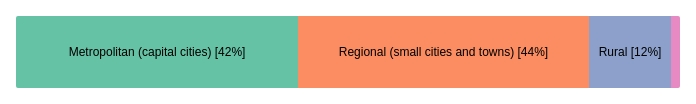 Metropolitan (capital cities) [42%]
Regional (small cities and towns) [44%]
Rural [12%]